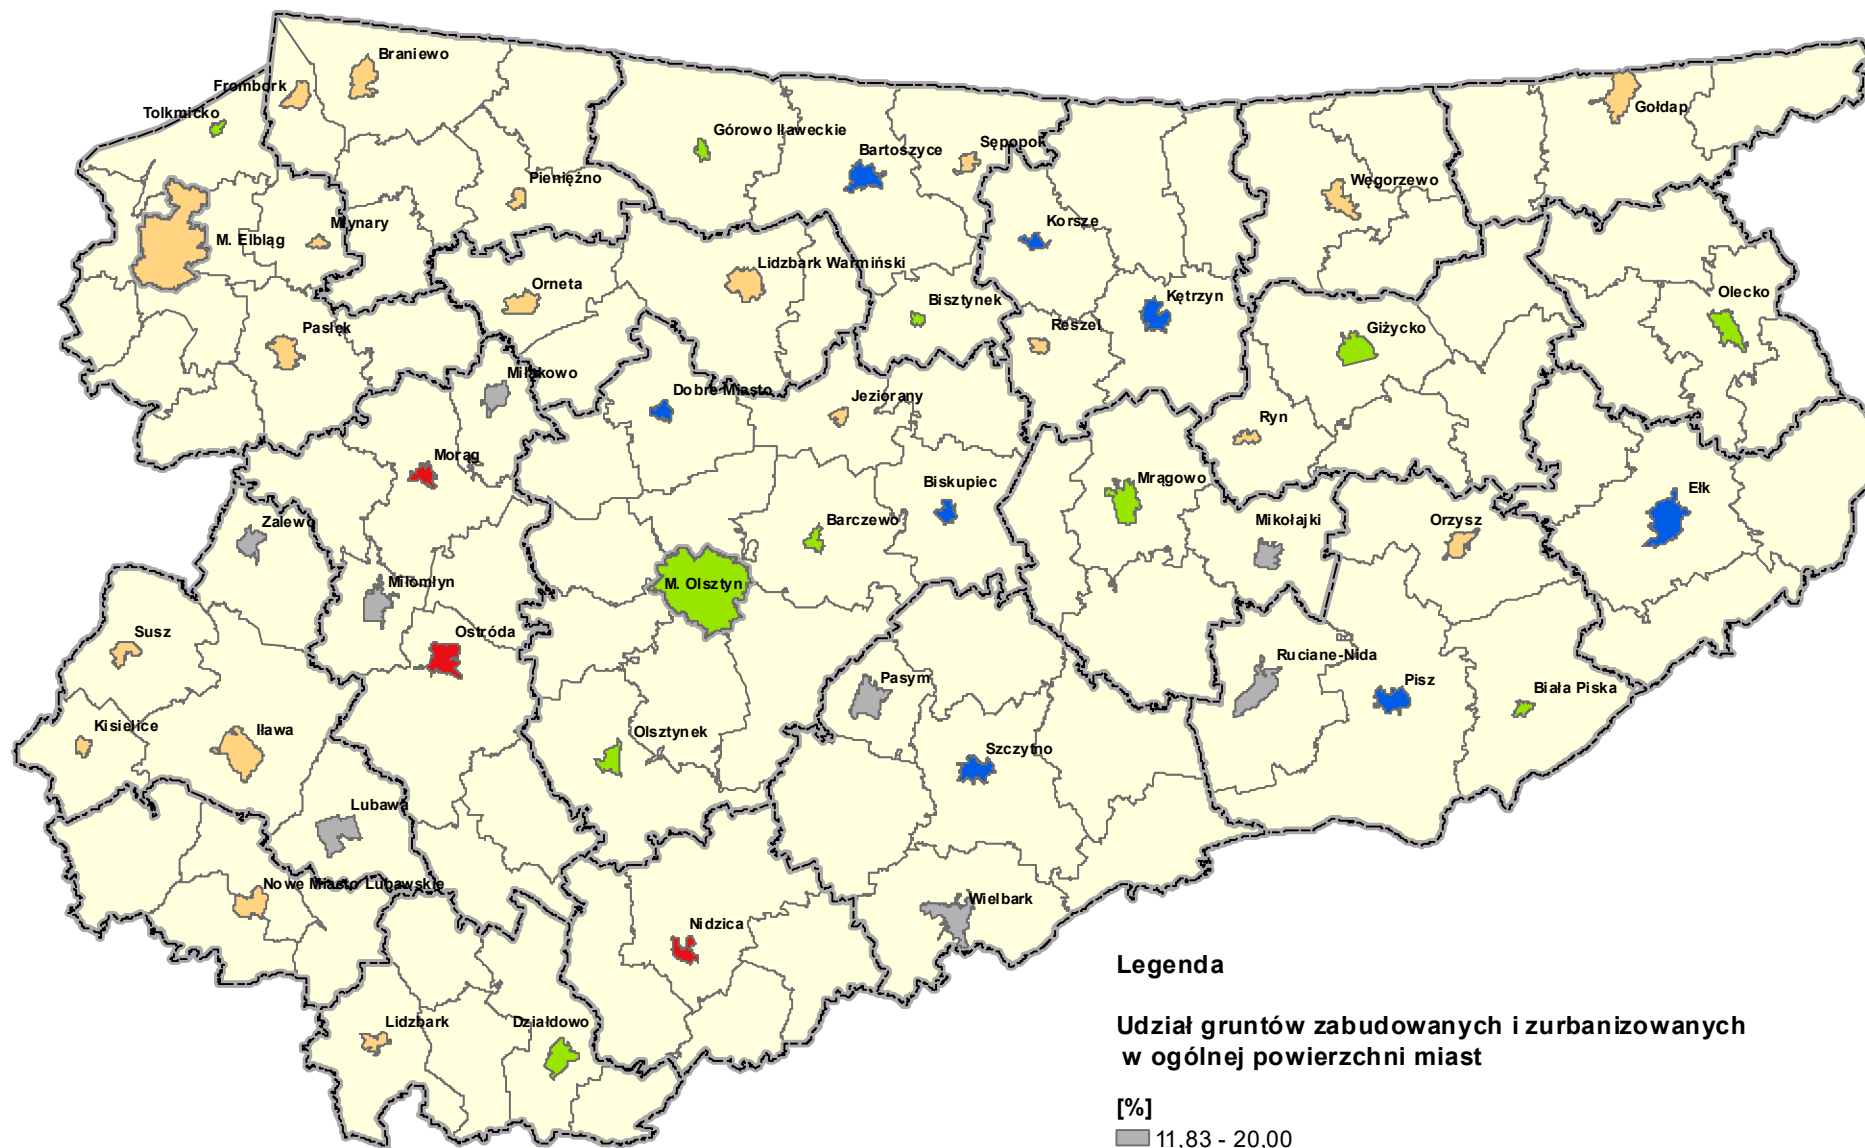 Braniewo
Frombork
Tolkmicko
Gołdap
Górowo Iławeckie
Bartoszyce
Sępopok
Pieniężno
Węgorzewo
Młynary
M. Elbląg
Korsze
Lidzbark Warmiński
Orneta
Bisztynek
Kętrzyn
Olecko
Pasłęk
Reszel
Giżycko
Miłakowo
Dobre Miasto
Jeziórany
Ryn
Morąg
Mrągowo
Biskupiec
Ełk
Zalewo
Barczewo
Mikołajki
Orzysz
Miłomłyn
M. Olsztyn
Susz
Ostróda
Ruciane-Nida
Pasym
Pisz
Biała Piska
Kisielice
Iława
Olsztynek
Szczytno
Lubawa
Nowe Miasto Lubawskie
Wielbark
Nidzica
Lidzbark
Działdowo
Legenda
Udział gruntów zabudowanych i zurbanizowanych
w ogólnej powierzchni miast
[%]
11,83 - 20,00